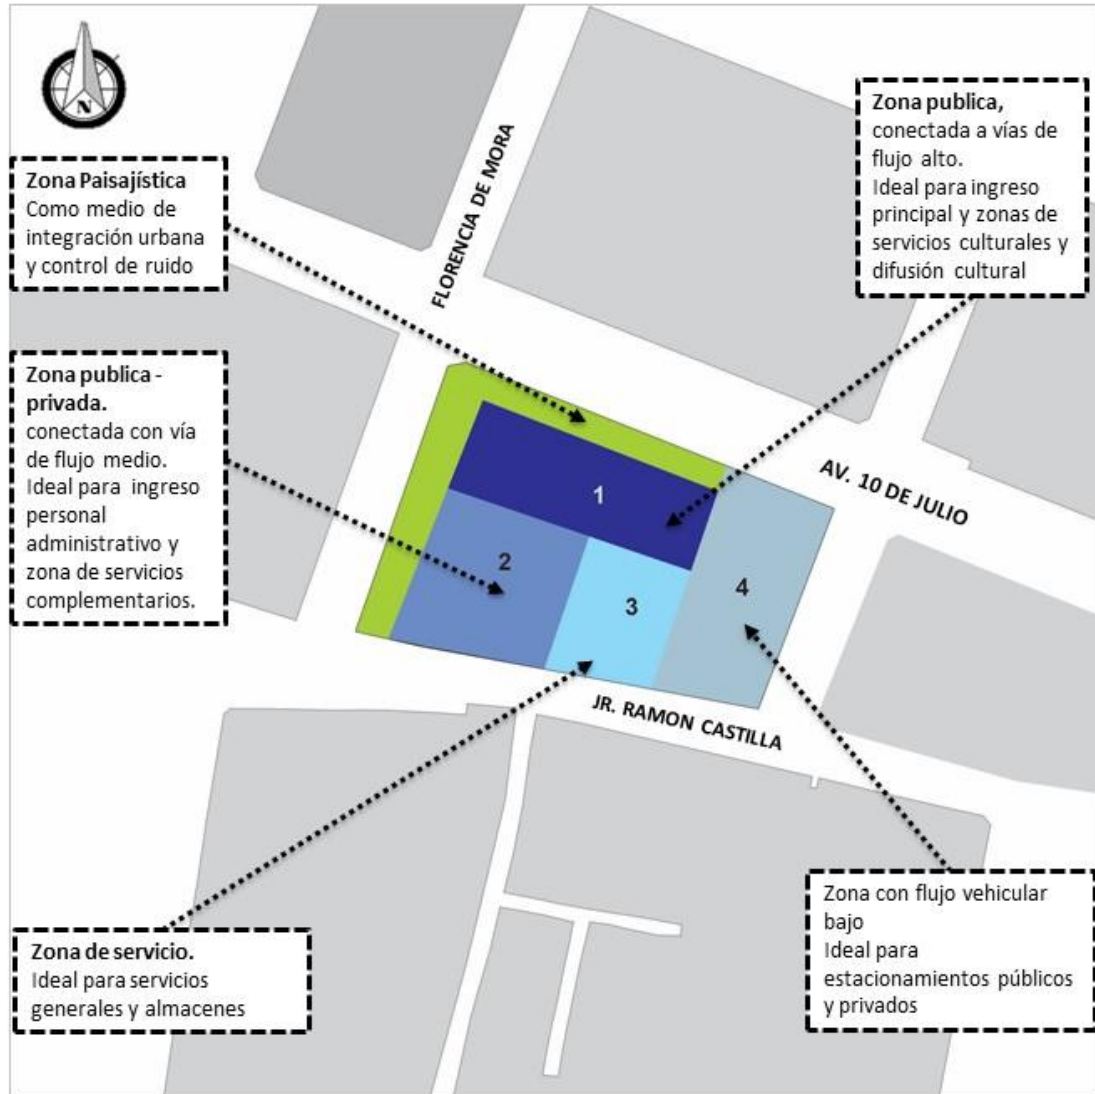 N
Zona Paisajística
Como medio de
integración urbana
y control de ruido
FLORENCIA DE MORA
Zona publica,
conectada a vías de
flujo alto.
Ideal para ingreso
principal y zonas de
servicios culturales y
difusión cultural
Zona publica -
privada.
conectada con vía
de flujo medio.
Ideal para ingreso
personal
administrativo y
zona de servicios
complementarios.
AV. 10 DE JULIO
1
2
3
4
JR. RAMON CASTILLA
Zona de servicio.
Ideal para servicios
generales y almacenes
Zona con flujo vehicular
bajo
Ideal para
estacionamientos públicos
y privados